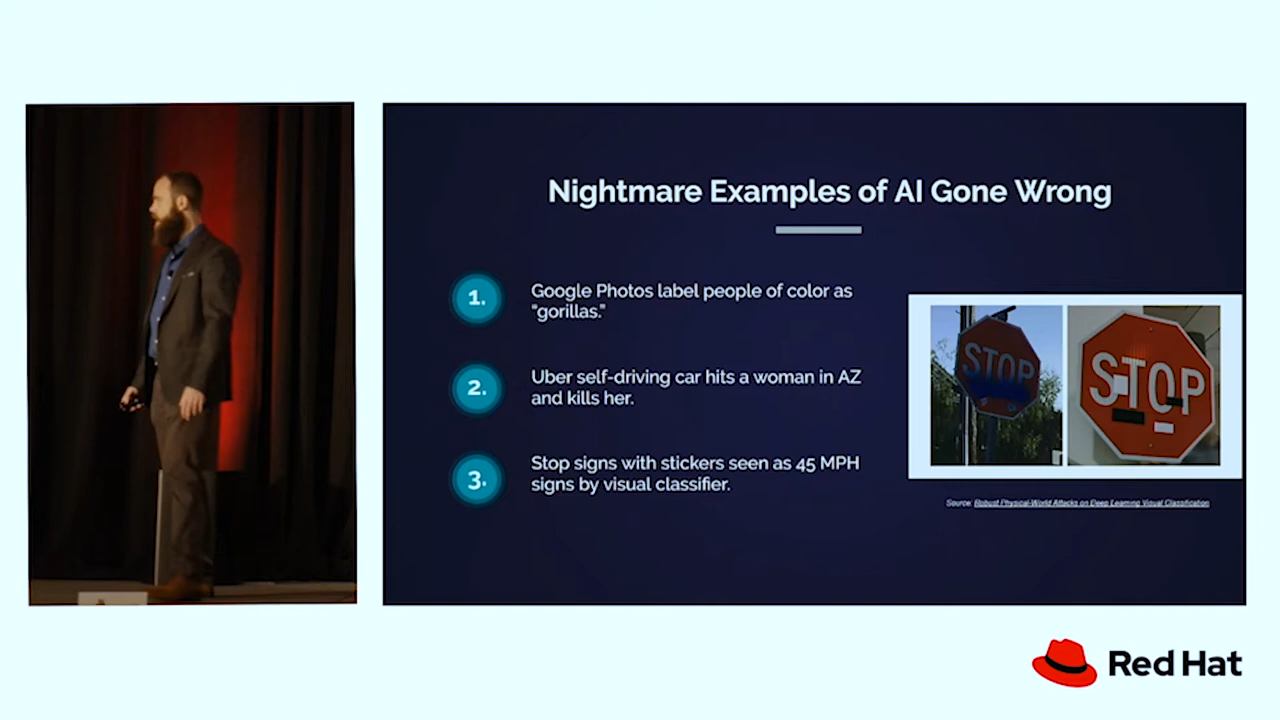 Nightmare Examples of AI Gone Wrong
1.
Google Photos label people of color as
"gorillas."
2.
Uber self-driving car hits a woman in AZ
and kills her.
3.
Stop signs with stickers seen as 45 MPH
signs by visual classifier.
STOP
STOP
Source: Robust Physical-World Attacks on Deep Learning Visual Classification
Red Hat